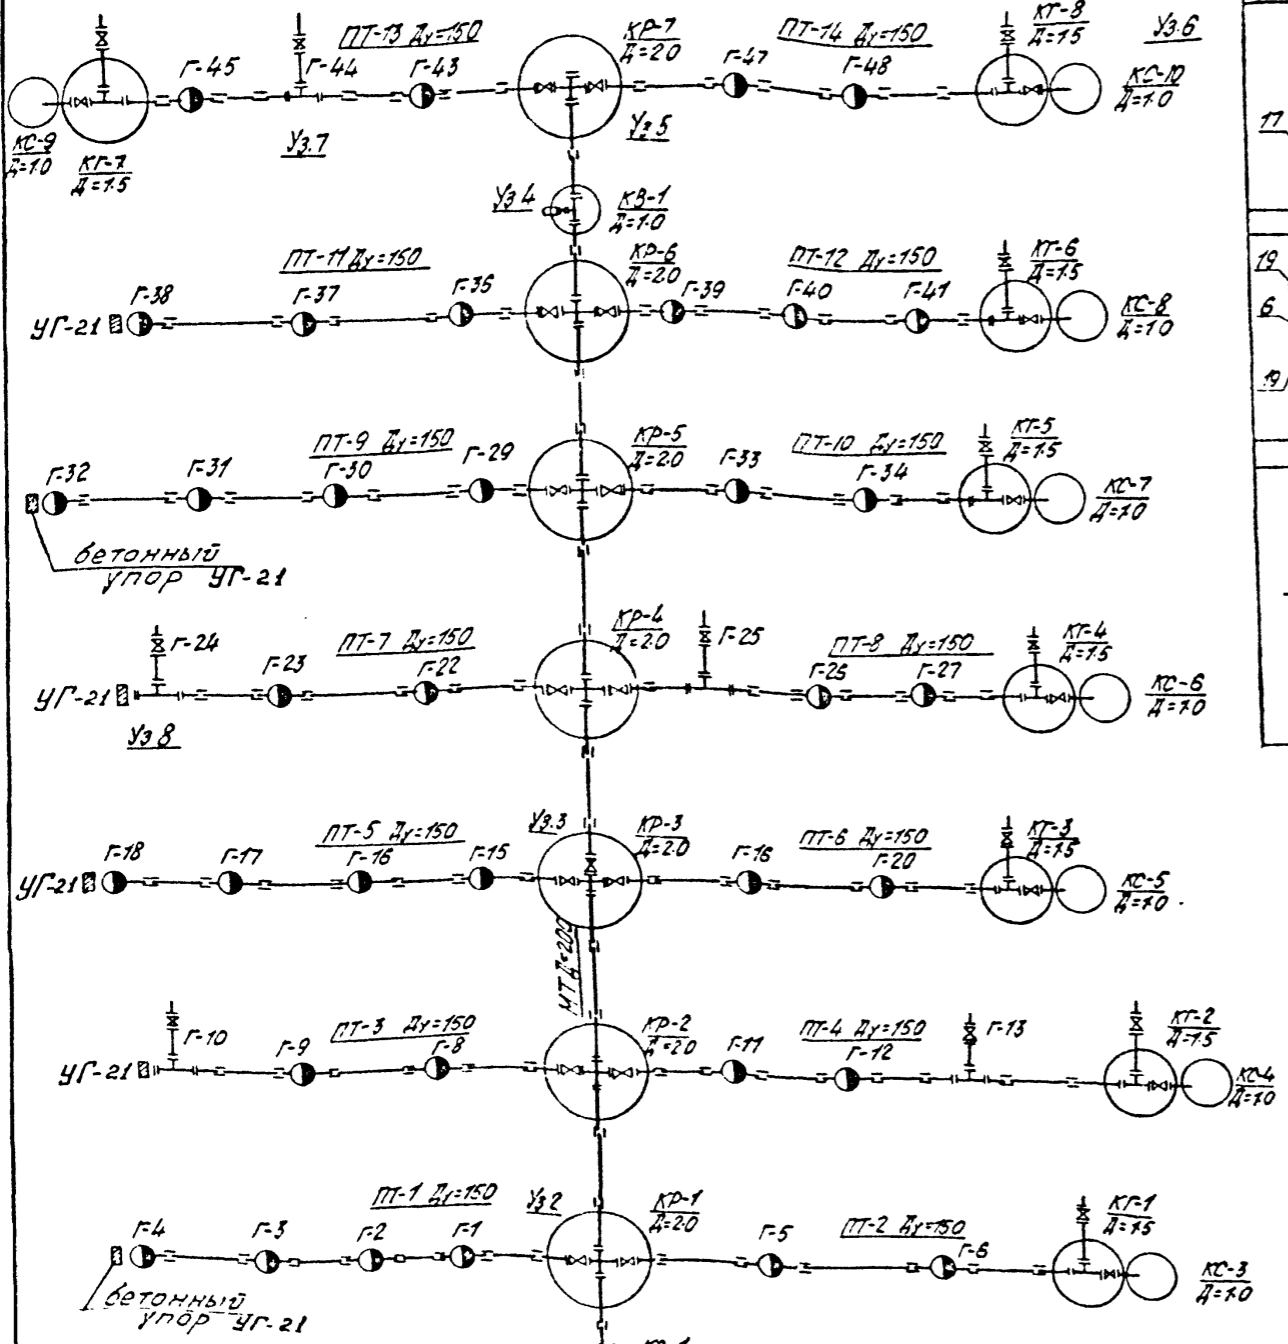 ПТ-13 Ду=150
КР-7
Д=2.0
ПТ-14 Ду=150
КГ-8
Д=1.5
Уз.6
Г-45
Г-44
Г-43
Г-47
Г-48
КС-10
Д=1.0
17
КС-9
Д=1.0
КГ-7
Д=1.5
Уз.7
Уз.5
Уз.4
КВ-1
Д=1.0
ПТ-11 Ду=150
КР-6
Д=2.0
ПТ-12 Ду=150
КГ-6
Д=1.5
19
УГ-21
Г-38
Г-37
Г-35
Г-39
Г-40
Г-41
КС-8
Д=1.0
6
19
ПТ-9 Ду=150
КР-5
Д=2.0
ПТ-10 Ду=150
КГ-5
Д=1.5
Г-32
Г-31
Г-30
Г-29
Г-33
Г-34
КС-7
Д=1.0
бетонный
упор УГ-21
Г-24
ПТ-7 Ду=150
КР-4
Д=2.0
Г-25
ПТ-8 Ду=150
КГ-4
Д=1.5
УГ-21
Г-23
Г-22
Г-25
Г-27
КС-6
Д=1.0
Уз 8
ПТ-5 Ду=150
Уз.3
КР-3
Д=2.0
ПТ-6 Ду=150
КГ-3
Д=1.5
УГ-21
Г-18
Г-17
Г-16
Г-15
Г-16
Г-20
КС-5
Д=1.0
МТ Д=200
Г-10
ПТ-3 Ду=150
КР-2
Д=2.0
ПТ-4 Ду=150
Г-13
КГ-2
Д=1.5
УГ-21
Г-9
Г-8
Г-11
Г-12
КС-4
Д=1.0
ПТ-1 Ду=150
Уз 2
КР-1
Д=2.0
ПТ-2 Ду=150
КГ-1
Д=1.5
Г-4
Г-3
Г-2
Г-1
Г-5
Г-6
КС-3
Д=1.0
бетонный
упор УГ-21